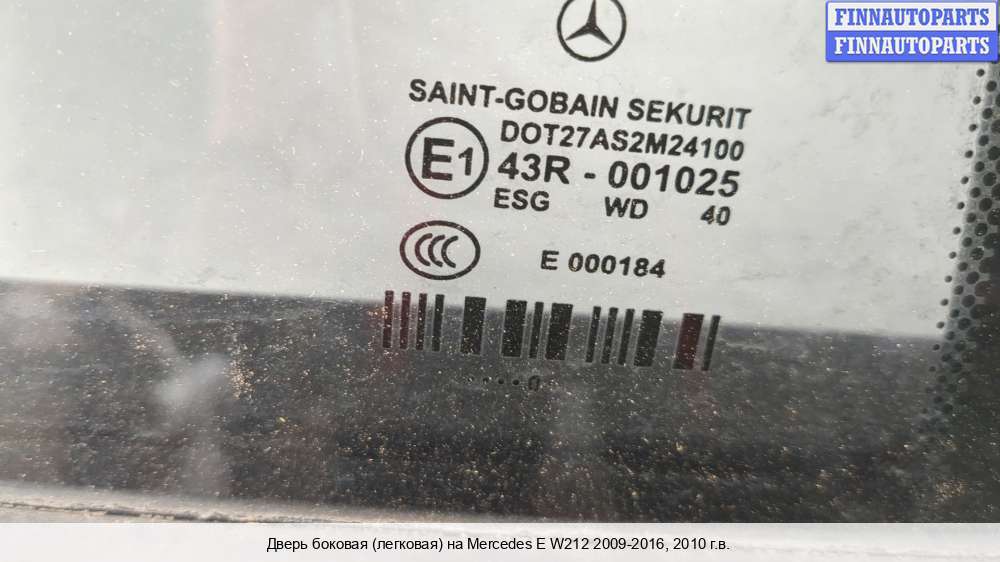 FINNAUTOPARTS
FINNAUTOPARTS
SAINT-GOBAIN SEKURIT
DOT27AS2M24100
E1 43R - 001025
ESG WD 40
CCC E 000184
.... 0
Дверь боковая (легковая) на Mercedes E W212 2009-2016, 2010 г.в.